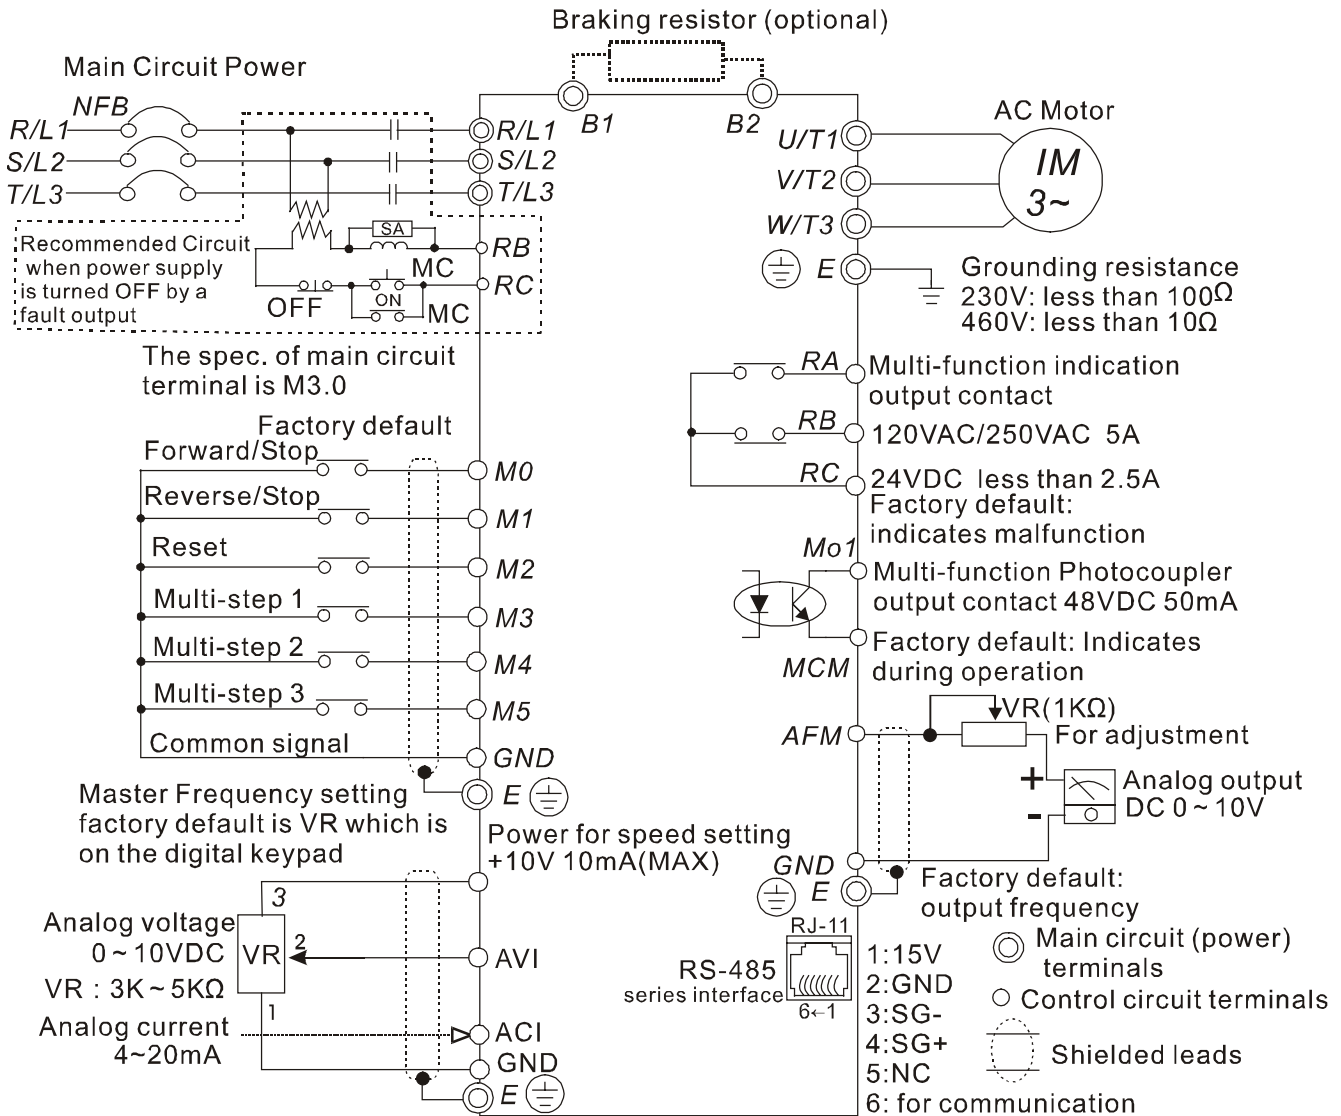 Braking resistor (optional)
Main Circuit Power
NFB
R/L1
S/L2
T/L3
R/L1
S/L2
T/L3
B1
B2
U/T1
V/T2
W/T3
E
AC Motor
IM
3~
Grounding resistance
230V: less than 100Ω
460V: less than 10Ω
Recommended Circuit
when power supply
is turned OFF by a
fault output
SA
MC
OFF
ON
MC
RB
RC
The spec. of main circuit
terminal is M3.0
RA
RB
RC
Multi-function indication
output contact
120VAC/250VAC 5A
24VDC less than 2.5A
Factory default:
indicates malfunction
Factory default
Forward/Stop
Reverse/Stop
Reset
Multi-step 1
Multi-step 2
Multi-step 3
Common signal
M0
M1
M2
M3
M4
M5
GND
E
Mo1
MCM
Multi-function Photocoupler
output contact 48VDC 50mA
Factory default: Indicates
during operation
AFM
VR(1KΩ)
For adjustment
+
-
Analog output
DC 0~10V
GND
E
Factory default:
output frequency
Master Frequency setting
factory default is VR which is
on the digital keypad
Power for speed setting
+10V 10mA(MAX)
3
2
1
VR
Analog voltage
0~10VDC
VR : 3K~5KΩ
Analog current
4~20mA
AVI
ACI
GND
E
RJ-11
RS-485
series interface
6←1
1:15V
2:GND
3:SG-
4:SG+
5:NC
6: for communication
Main circuit (power)
terminals
Control circuit terminals
Shielded leads